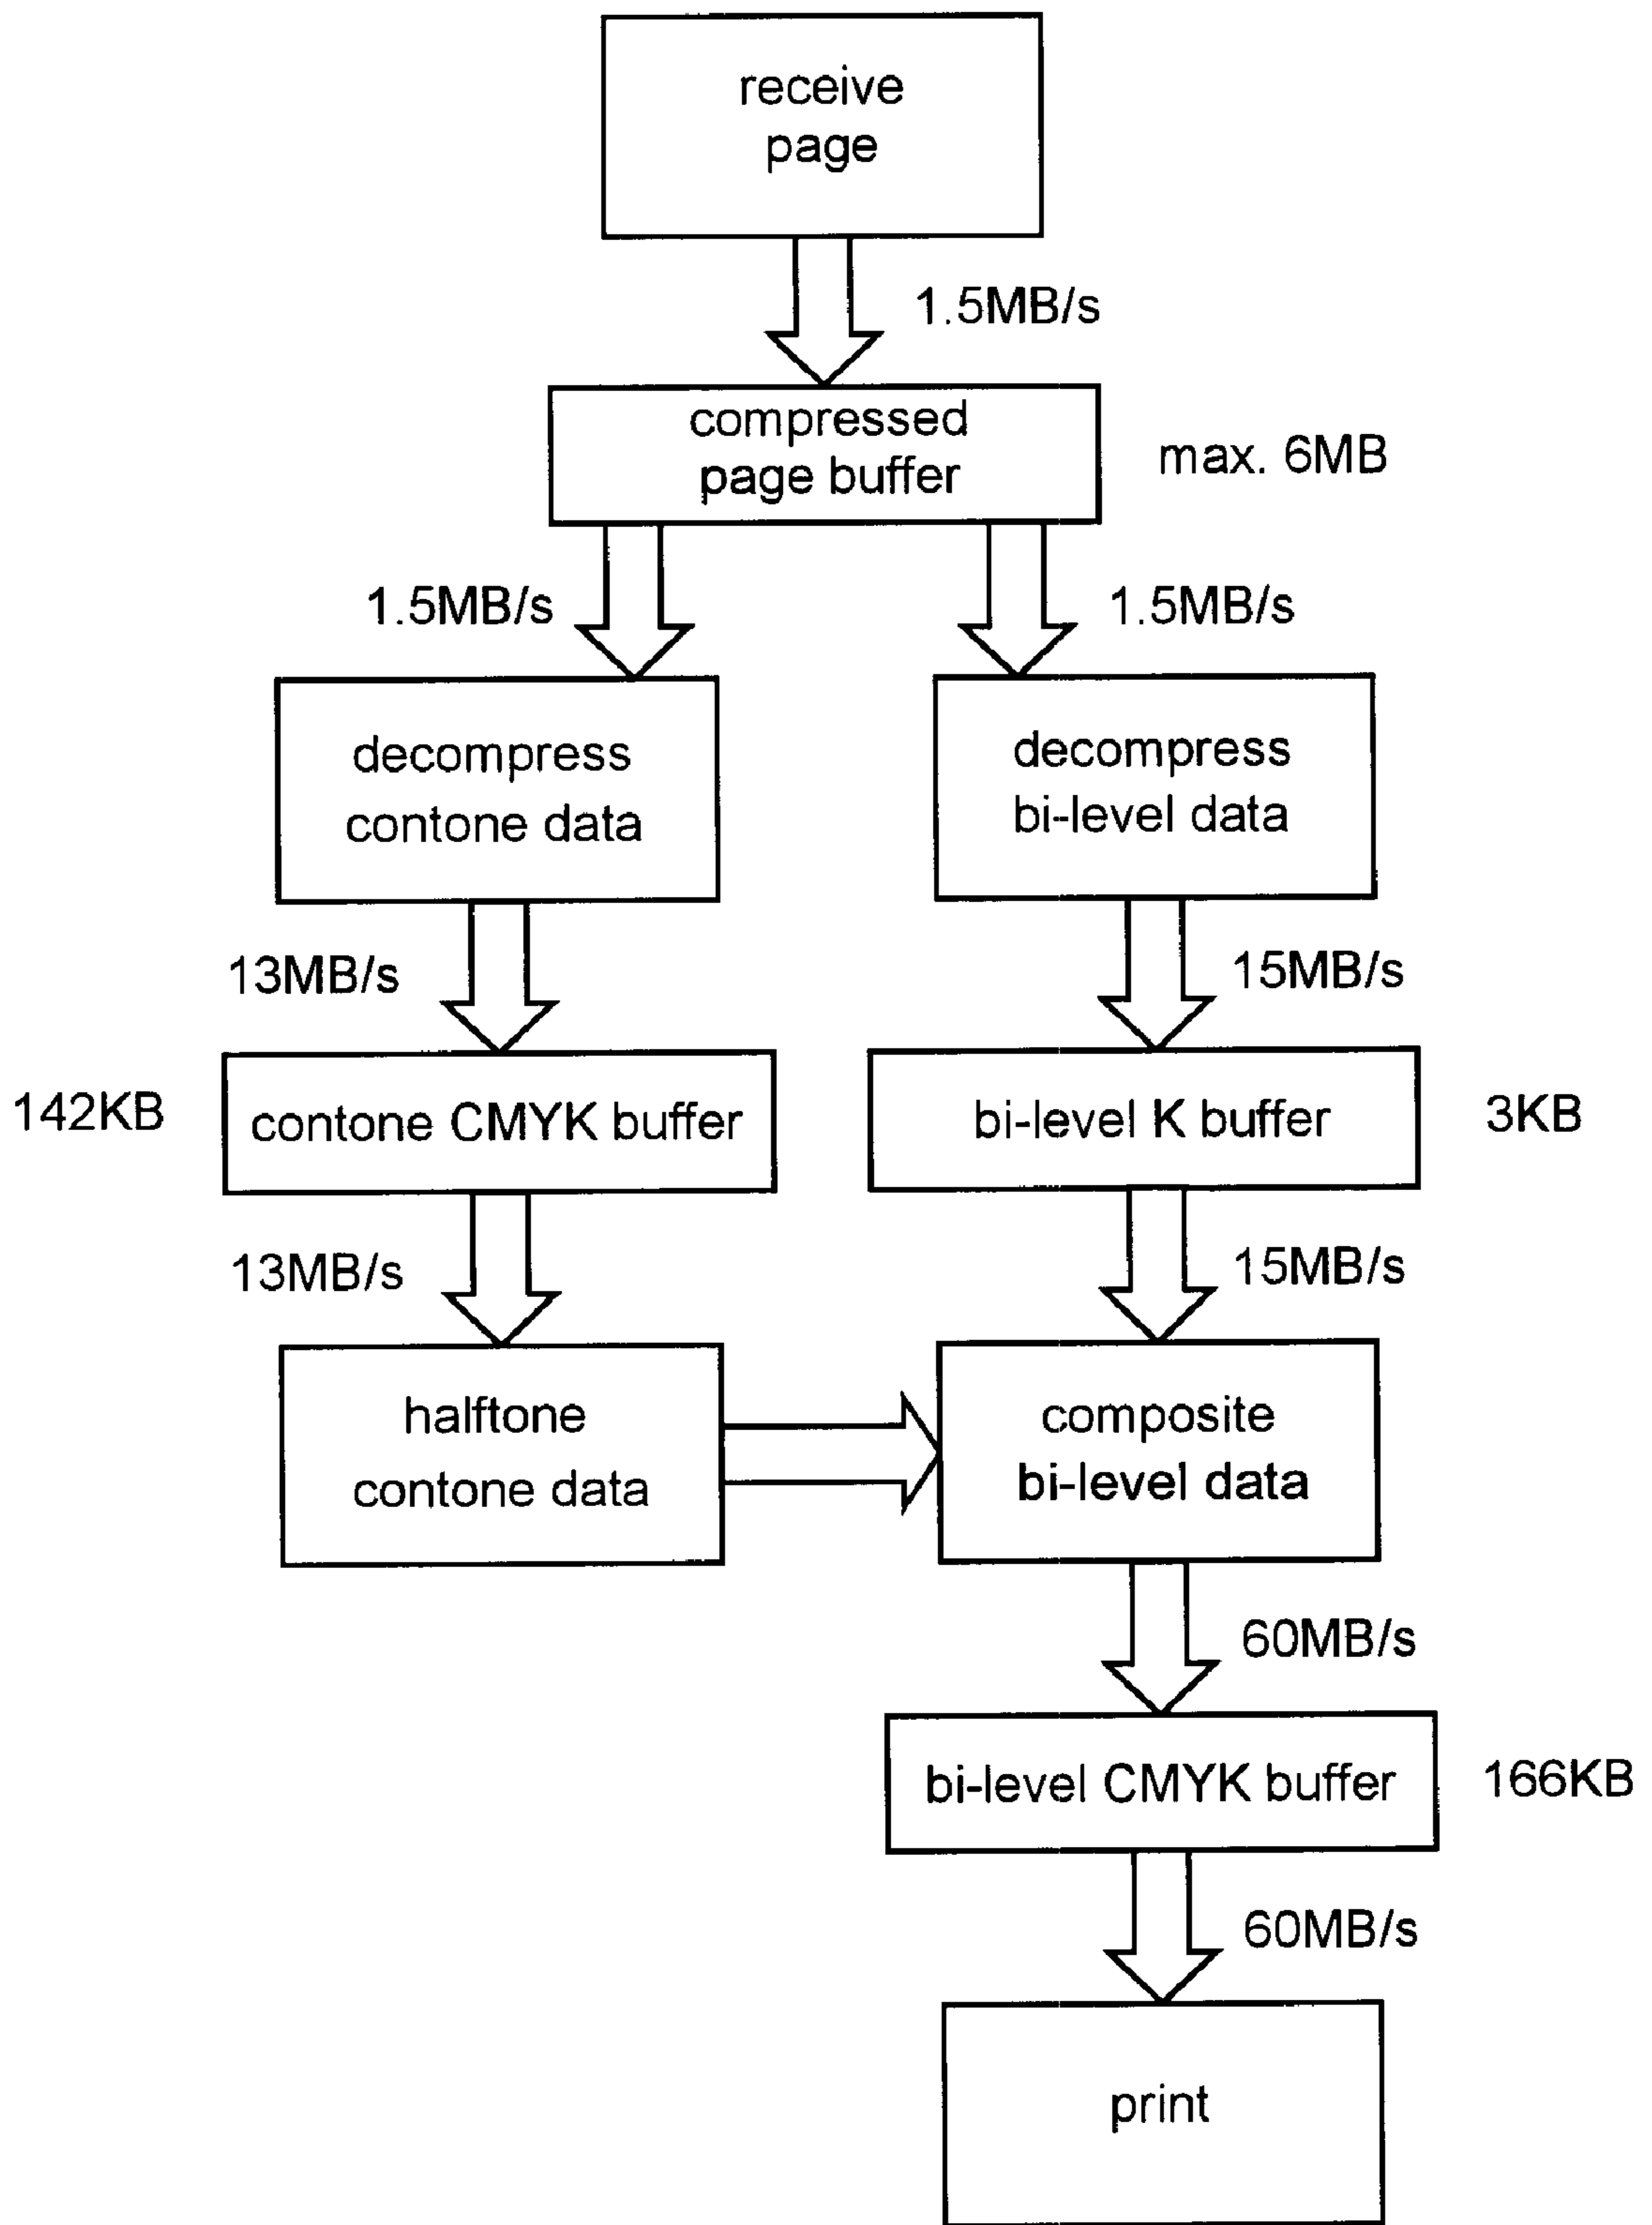 receive
page
1.5MB/s
compressed
page buffer
max. 6MB
1.5MB/s
1.5MB/s
decompress
contone data
decompress
bi-level data
13MB/s
15MB/s
142KB
contone CMYK buffer
bi-level K buffer
3KB
13MB/s
15MB/s
halftone
contone data
composite
bi-level data
60MB/s
bi-level CMYK buffer
166KB
60MB/s
print